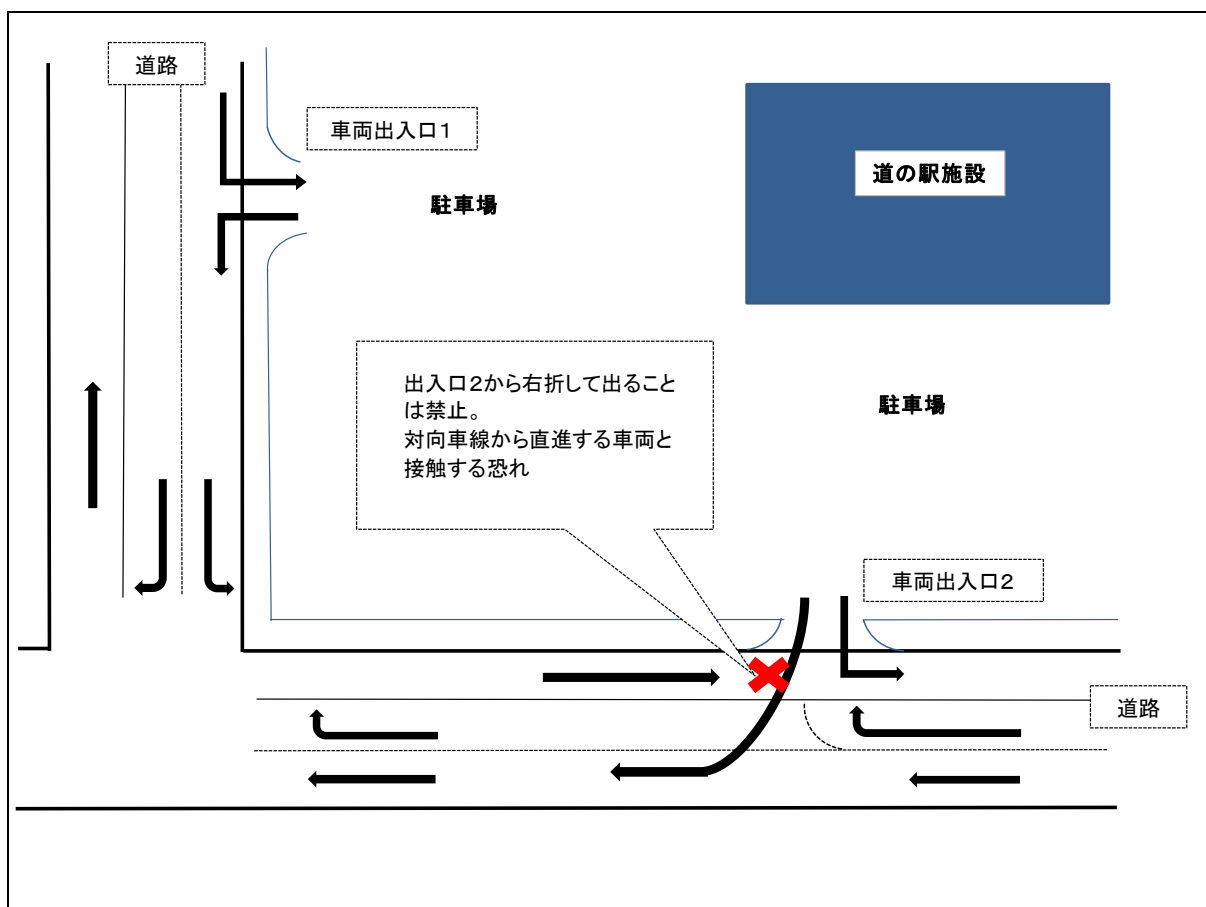 道路
車両出入口1
道の駅施設
駐車場
出入口2から右折して出ること
は禁止。
対向車線から直進する車両と
接触する恐れ
駐車場
車両出入口2
道路